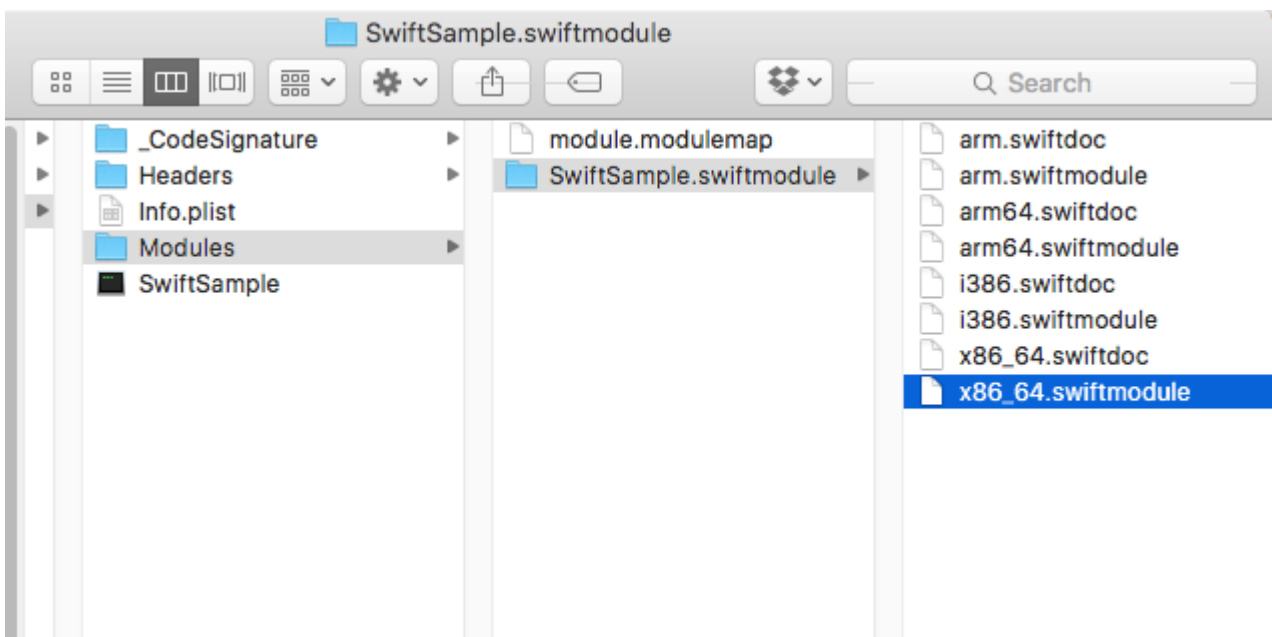 SwiftSample.swiftmodule
Search
_CodeSignature
Headers
Info.plist
Modules
SwiftSample
module.modulemap
SwiftSample.swiftmodule
arm.swiftdoc
arm.swiftmodule
arm64.swiftdoc
arm64.swiftmodule
i386.swiftdoc
i386.swiftmodule
x86_64.swiftdoc
x86_64.swiftmodule